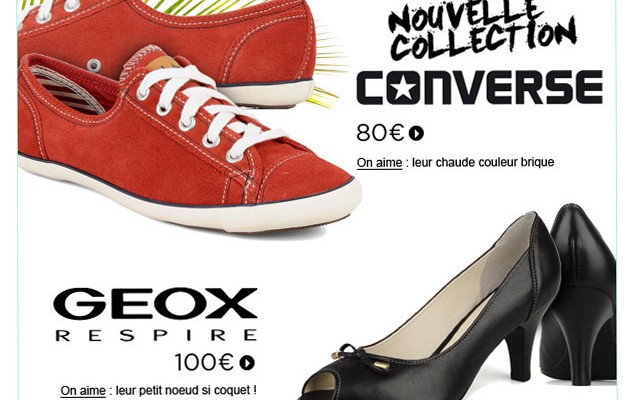 NOUVELLE
COLLECTION
CONVERSE
80€
On aime : leur chaude couleur brique
GEOX
RESPIRE
100€
On aime : leur petit noeud si coquet !